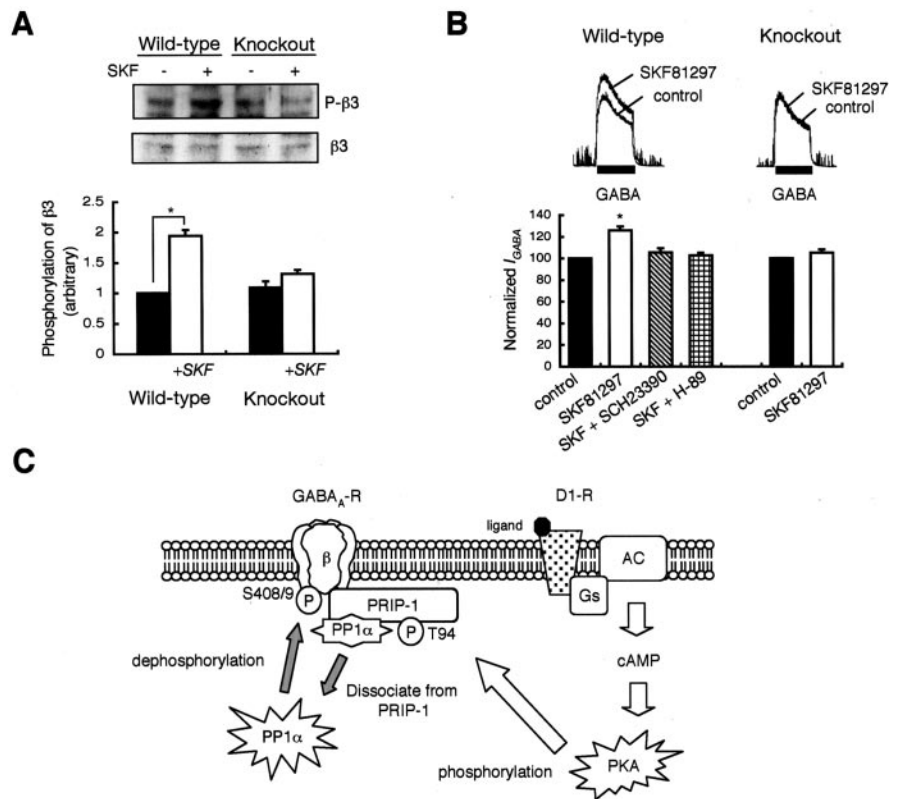 A
Wild-type Knockout
SKF - + - +
P-β3
β3
Phosphorylation of β3
(arbitrary)
2.5
2
1.5
1
0.5
0
*
+SKF +SKF
Wild-type Knockout
B
Wild-type Knockout
SKF81297
control
SKF81297
control
GABA GABA
Normalized I_GABA
140
120
100
80
60
40
20
0
*
control
SKF81297
SKF + SCH23390
SKF + H-89
control
SKF81297
C
GABA_A-R D1-R
ligand
β
AC
S408/9
P
PRIP-1
Gs
PP1α
P
T94
dephosphorylation
cAMP
Dissociate from
PRIP-1
PP1α
phosphorylation
PKA